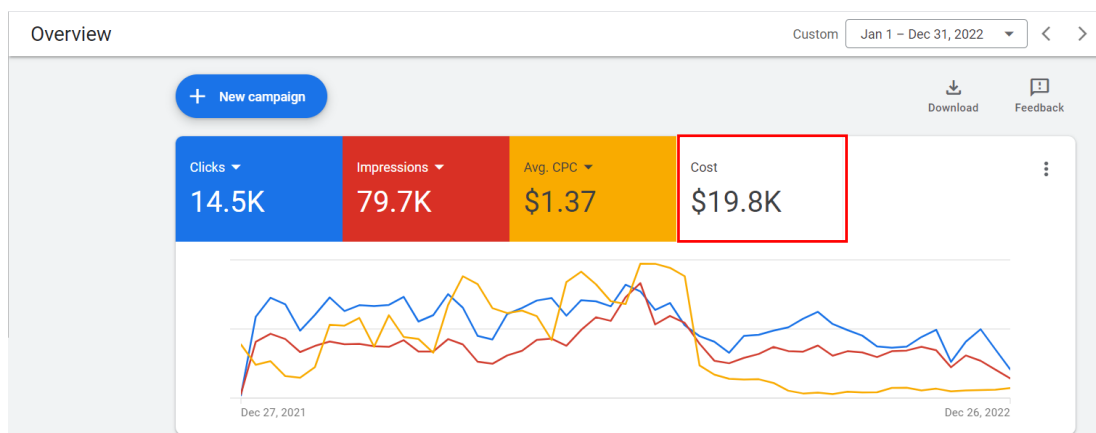 Overview
Custom
Jan 1 – Dec 31, 2022
New campaign
Download
Feedback
Clicks
Impressions
Avg. CPC
Cost
14.5K
79.7K
$1.37
$19.8K
Dec 27, 2021
Dec 26, 2022